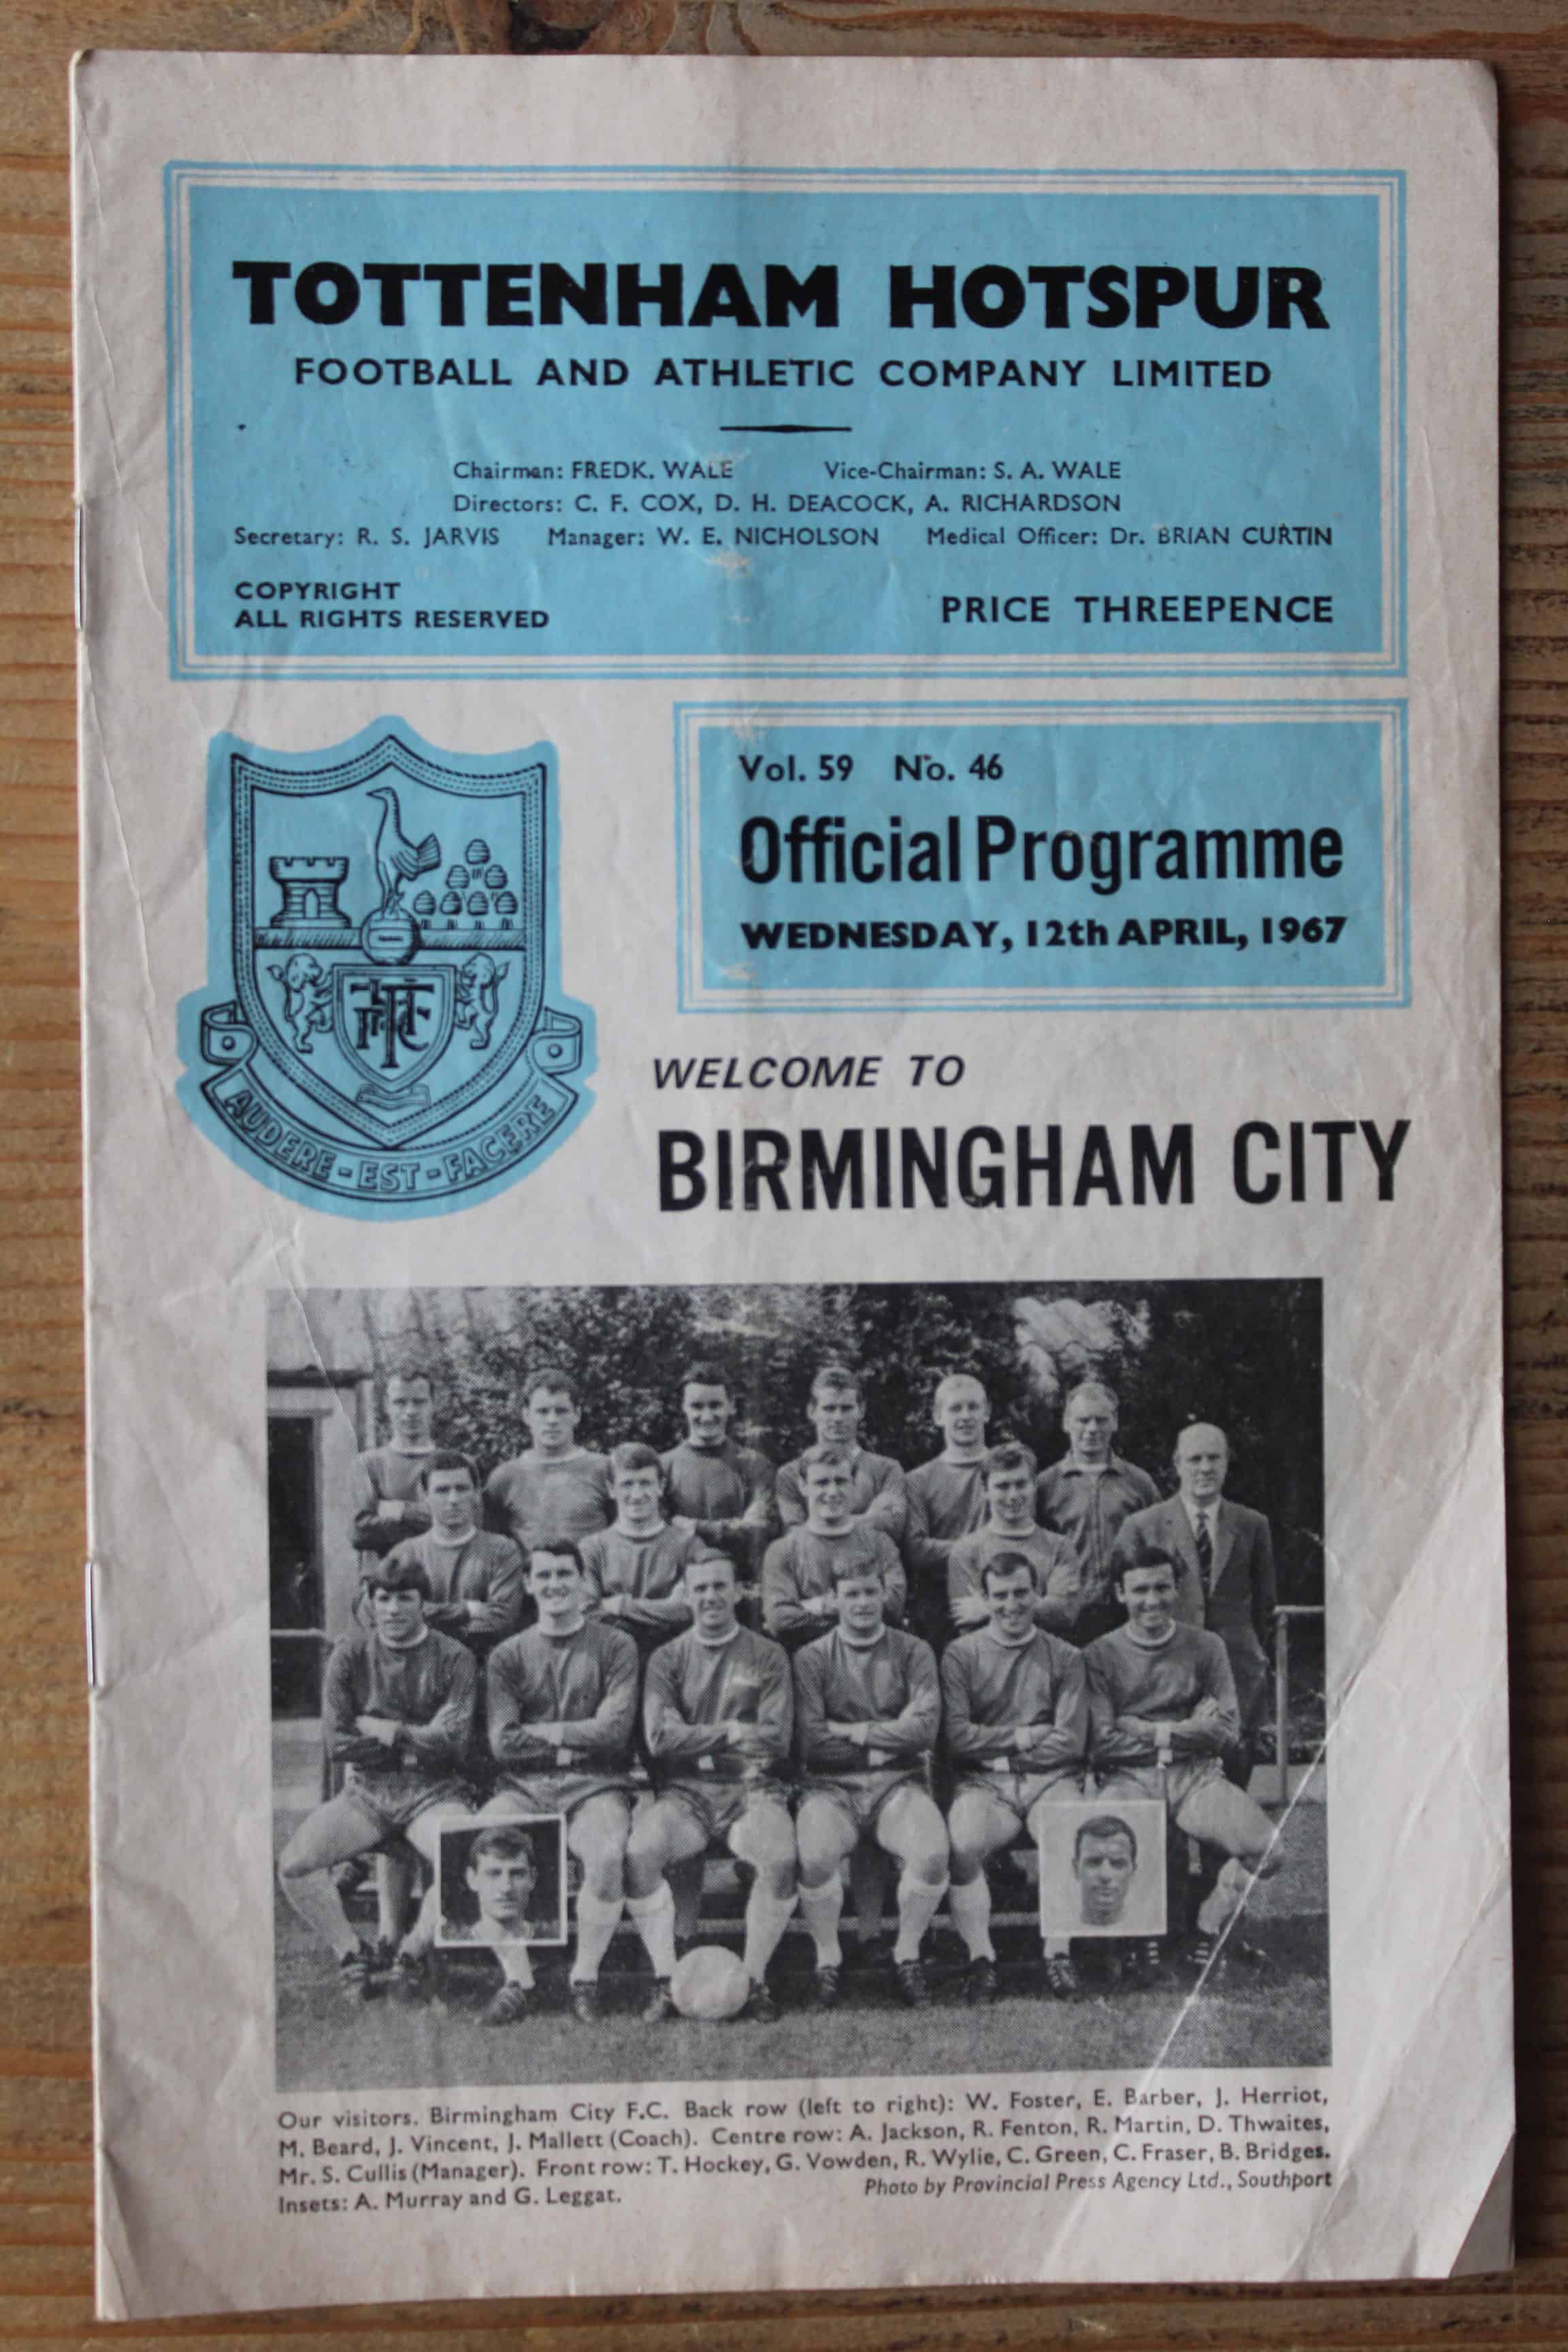 TOTTENHAM HOTSPUR
FOOTBALL AND ATHLETIC COMPANY LIMITED
Chairman: FREDK. WALE Vice-Chairman: S. A. WALE
Directors: C. F. COX, D. H. DEACOCK, A. RICHARDSON
Secretary: R. S. JARVIS Manager: W. E. NICHOLSON Medical Officer: Dr. BRIAN CURTIN
COPYRIGHT
ALL RIGHTS RESERVED
PRICE THREEPENCE
Vol. 59 No. 46
Official Programme
WEDNESDAY, 12th APRIL, 1967
AUDERE-EST-FACERE
WELCOME TO
BIRMINGHAM CITY
Our visitors. Birmingham City F.C. Back row (left to right): W. Foster, E. Barber, J. Herriot,
M. Beard, J. Vincent, J. Mallett (Coach). Centre row: A. Jackson, R. Fenton, R. Martin, D. Thwaites,
Mr. S. Cullis (Manager). Front row: T. Hockey, G. Vowden, R. Wylie, C. Green, C. Fraser, B. Bridges.
Insets: A. Murray and G. Leggat.
Photo by Provincial Press Agency Ltd., Southport